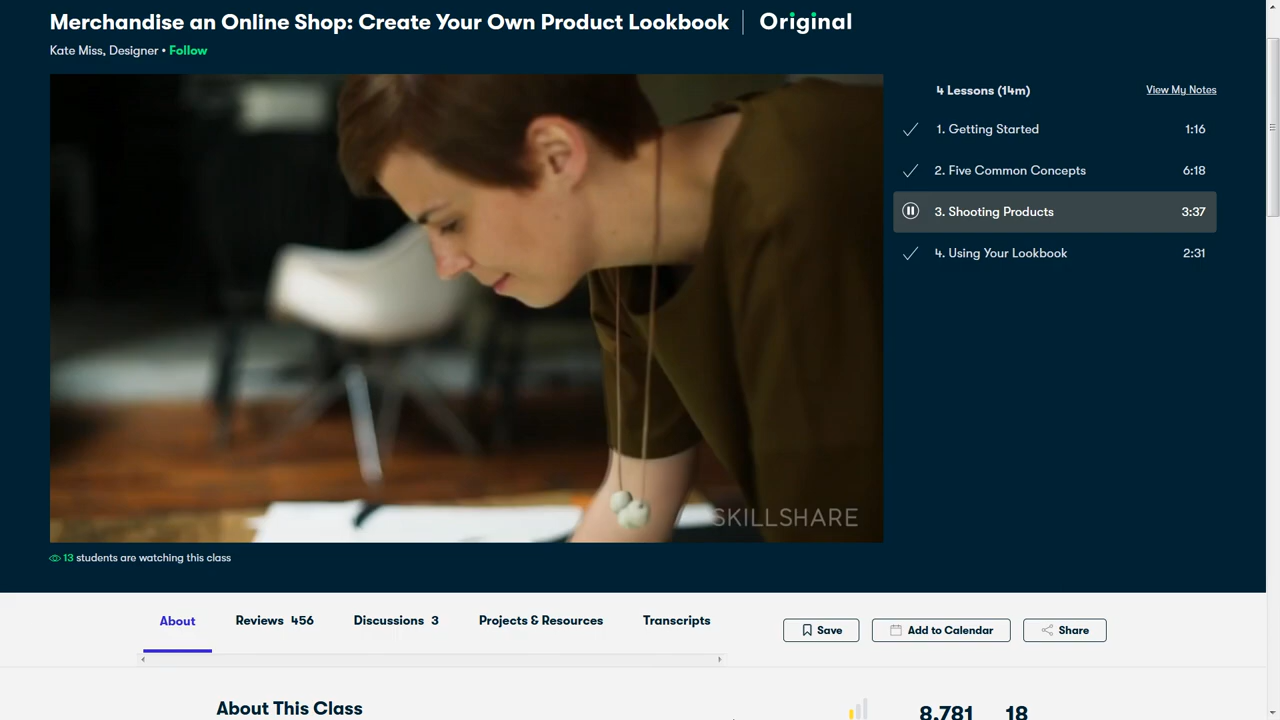 Merchandise an Online Shop: Create Your Own Product Lookbook Original
Kate Miss, Designer • Follow
4 Lessons (14m) View My Notes
1. Getting Started 1:16
2. Five Common Concepts 6:18
3. Shooting Products 3:37
4. Using Your Lookbook 2:31
SKILLSHARE
13 students are watching this class
About Reviews 456 Discussions 3 Projects & Resources Transcripts
Save Add to Calendar Share
About This Class
8,781 18